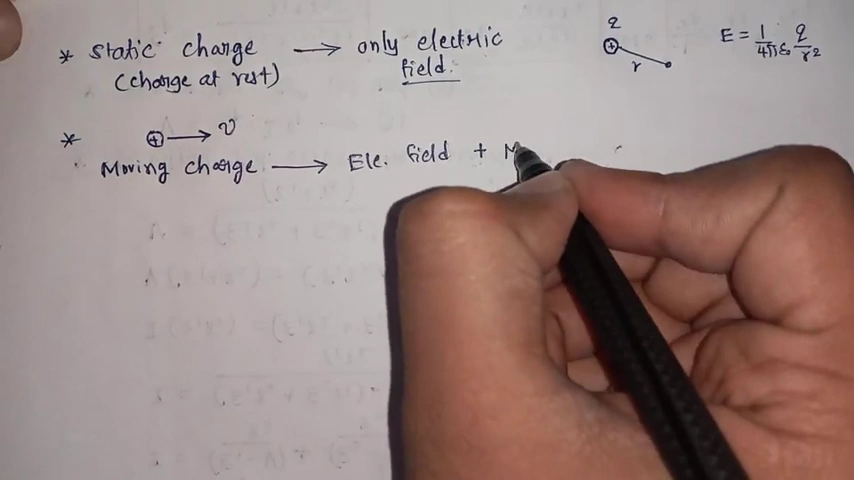 * Static charge → only electric
(charge at rest) field.
q
⊕
r
E = 1/4πε₀ q/r²
* ⊕ → v
Moving charge → Ele. field + M